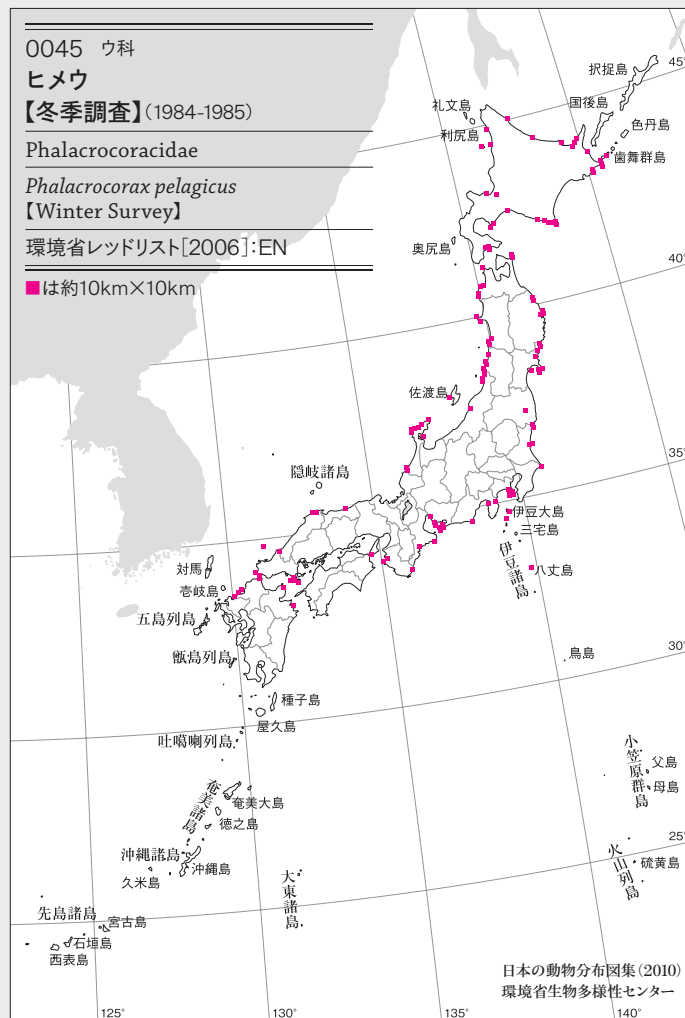 0045 ウ科
ヒメウ
【冬季調査】(1984-1985)
Phalacrocoracidae
Phalacrocorax pelagicus
【Winter Survey】
環境省レッドリスト[2006]:EN
■は約10km×10km
択捉島
45°
国後島
礼文島
色丹島
利尻島
歯舞群島
奥尻島
40°
佐渡島
35°
隠岐諸島
伊豆大島
三宅島
伊豆諸島
対馬
八丈島
壱岐島
五島列島
甑島列島
鳥島
30°
種子島
屋久島
吐噶喇列島
小笠原群島
父島
母島
奄美諸島
奄美大島
徳之島
25°
沖縄諸島
沖縄島
久米島
火山列島
硫黄島
大東諸島
先島諸島
宮古島
石垣島
西表島
日本の動物分布図集(2010)
環境省生物多様性センター
125°
130°
135°
140°